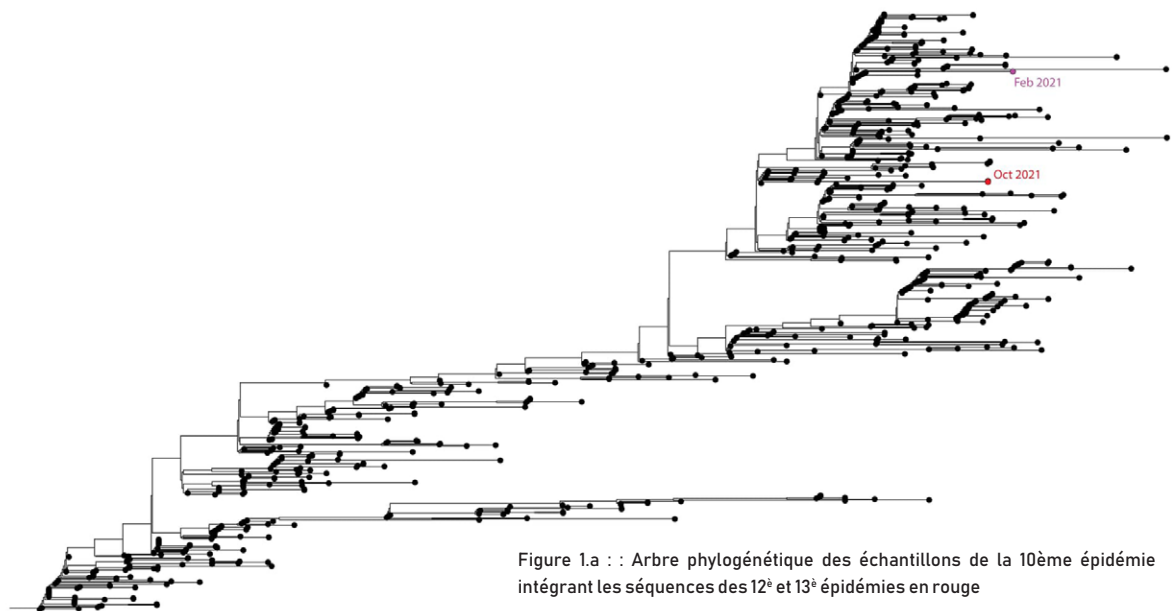 Feb 2021
Oct 2021
Figure 1.a : : Arbre phylogénétique des échantillons de la 10ème épidémie
intégrant les séquences des 12è et 13è épidémies en rouge